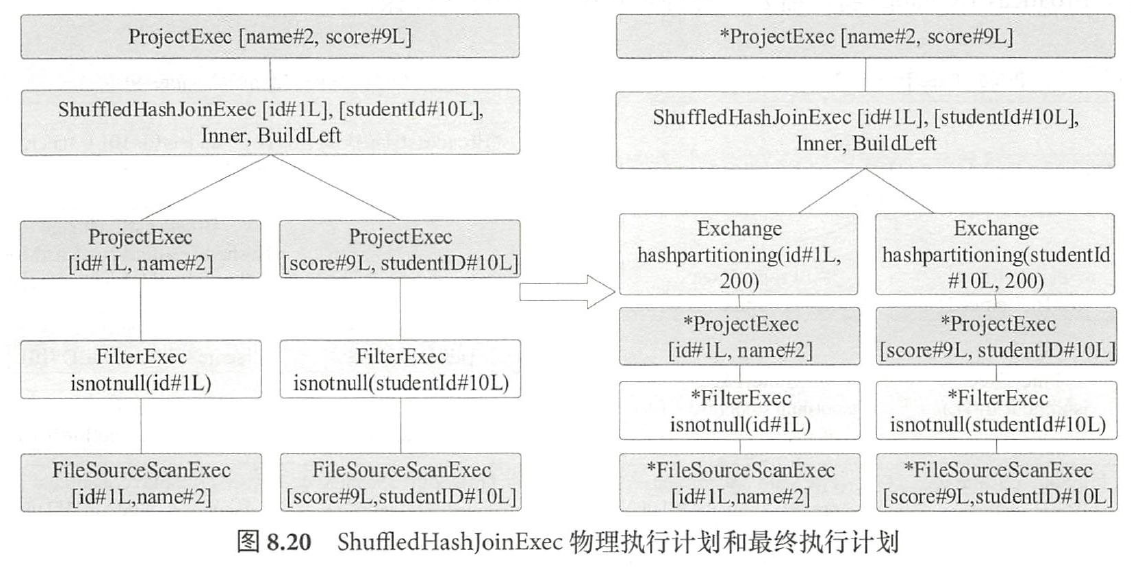 ProjectExec [name#2, score#9L]
ShuffledHashJoinExec [id#1L], [studentId#10L],
Inner, BuildLeft
ProjectExec
[id#1L, name#2]
ProjectExec
[score#9L, studentID#10L]
FilterExec
isnotnull(id#1L)
FilterExec
isnotnull(studentId#10L)
FileSourceScanExec
[id#1L,name#2]
FileSourceScanExec
[score#9L,studentID#10L]
*ProjectExec [name#2, score#9L]
ShuffledHashJoinExec [id#1L], [studentId#10L],
Inner, BuildLeft
Exchange
hashpartitioning(id#1L,
200)
Exchange
hashpartitioning(studentId
#10L, 200)
*ProjectExec
[id#1L, name#2]
*ProjectExec
[score#9L, studentID#10L]
*FilterExec
isnotnull(id#1L)
*FilterExec
isnotnull(studentId#10L)
*FileSourceScanExec
[id#1L,name#2]
*FileSourceScanExec
[score#9L,studentID#10L]
图 8.20 ShuffledHashJoinExec 物理执行计划和最终执行计划